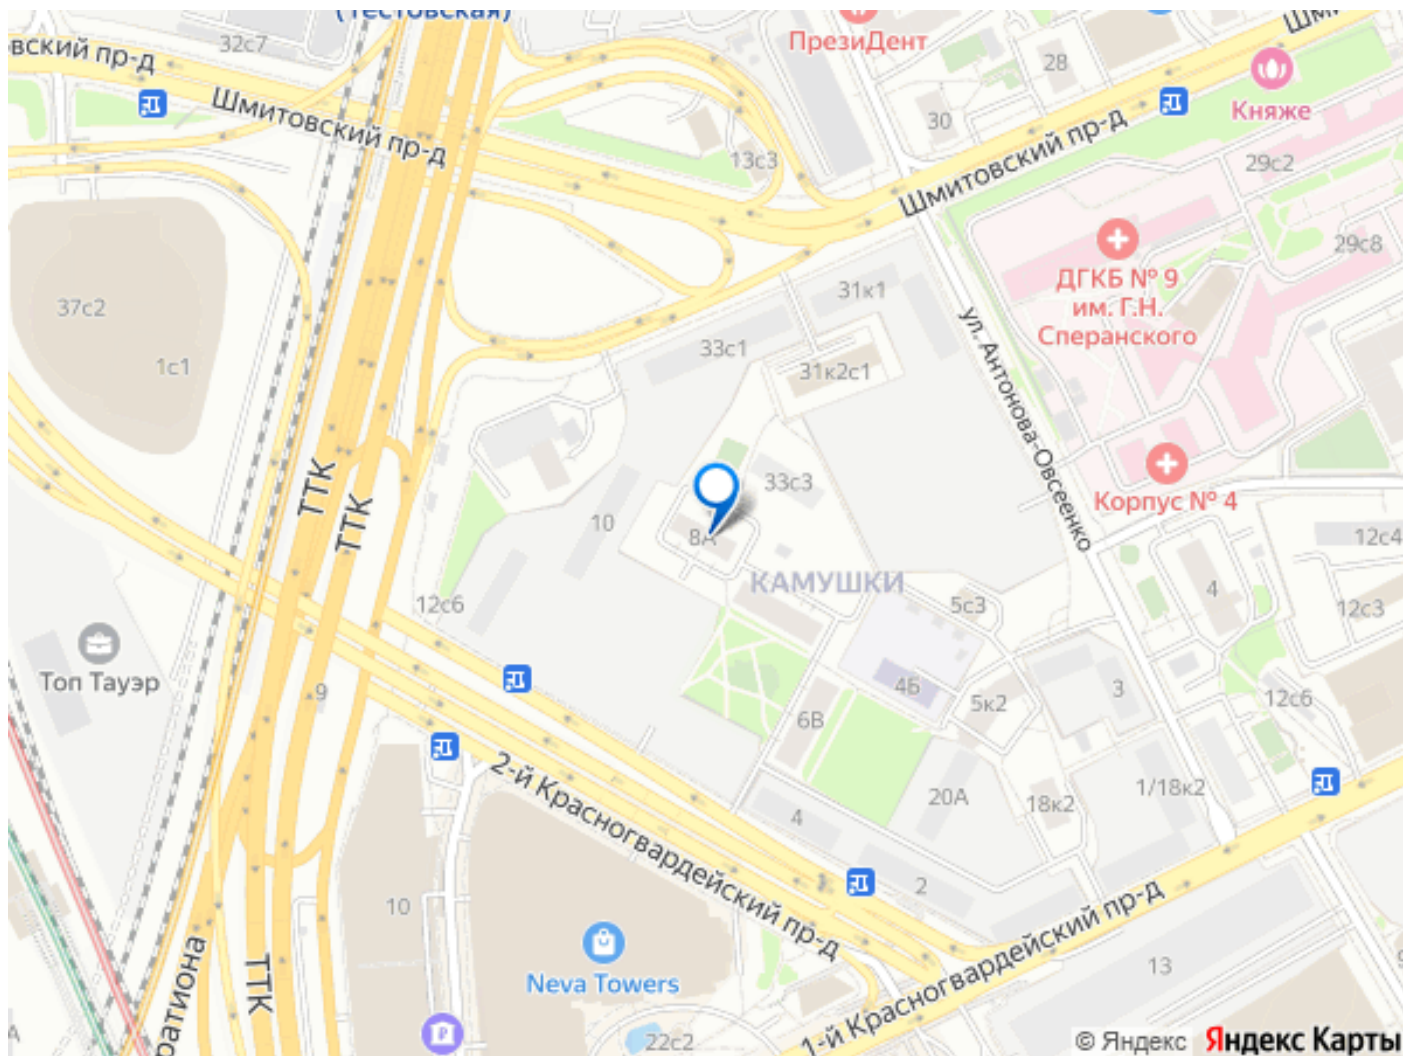 (Тестовская)
32с7
Шмитовский пр-д
ПрезиДент
28
Княже
30
13с3
Шмитовский пр-д
29с2
ДГКБ № 9
им. Г.Н.
Сперанского
29с8
37с2
1с1
31к1
33с1
31к2с1
ул. Антонова-Овсеенко
ТТК
ТТК
33с3
10
8А
Корпус № 4
12с4
КАМУШКИ
5с3
4
12с3
12с6
Топ Тауэр
9
4Б
3
5к2
6В
12с6
2-й Красногвардейский пр-д
4
20А
18к2
1/18к2
2
10
1-й Красногвардейский пр-д
Neva Towers
13
ТТК
22с2
© Яндекс Яндекс Карты